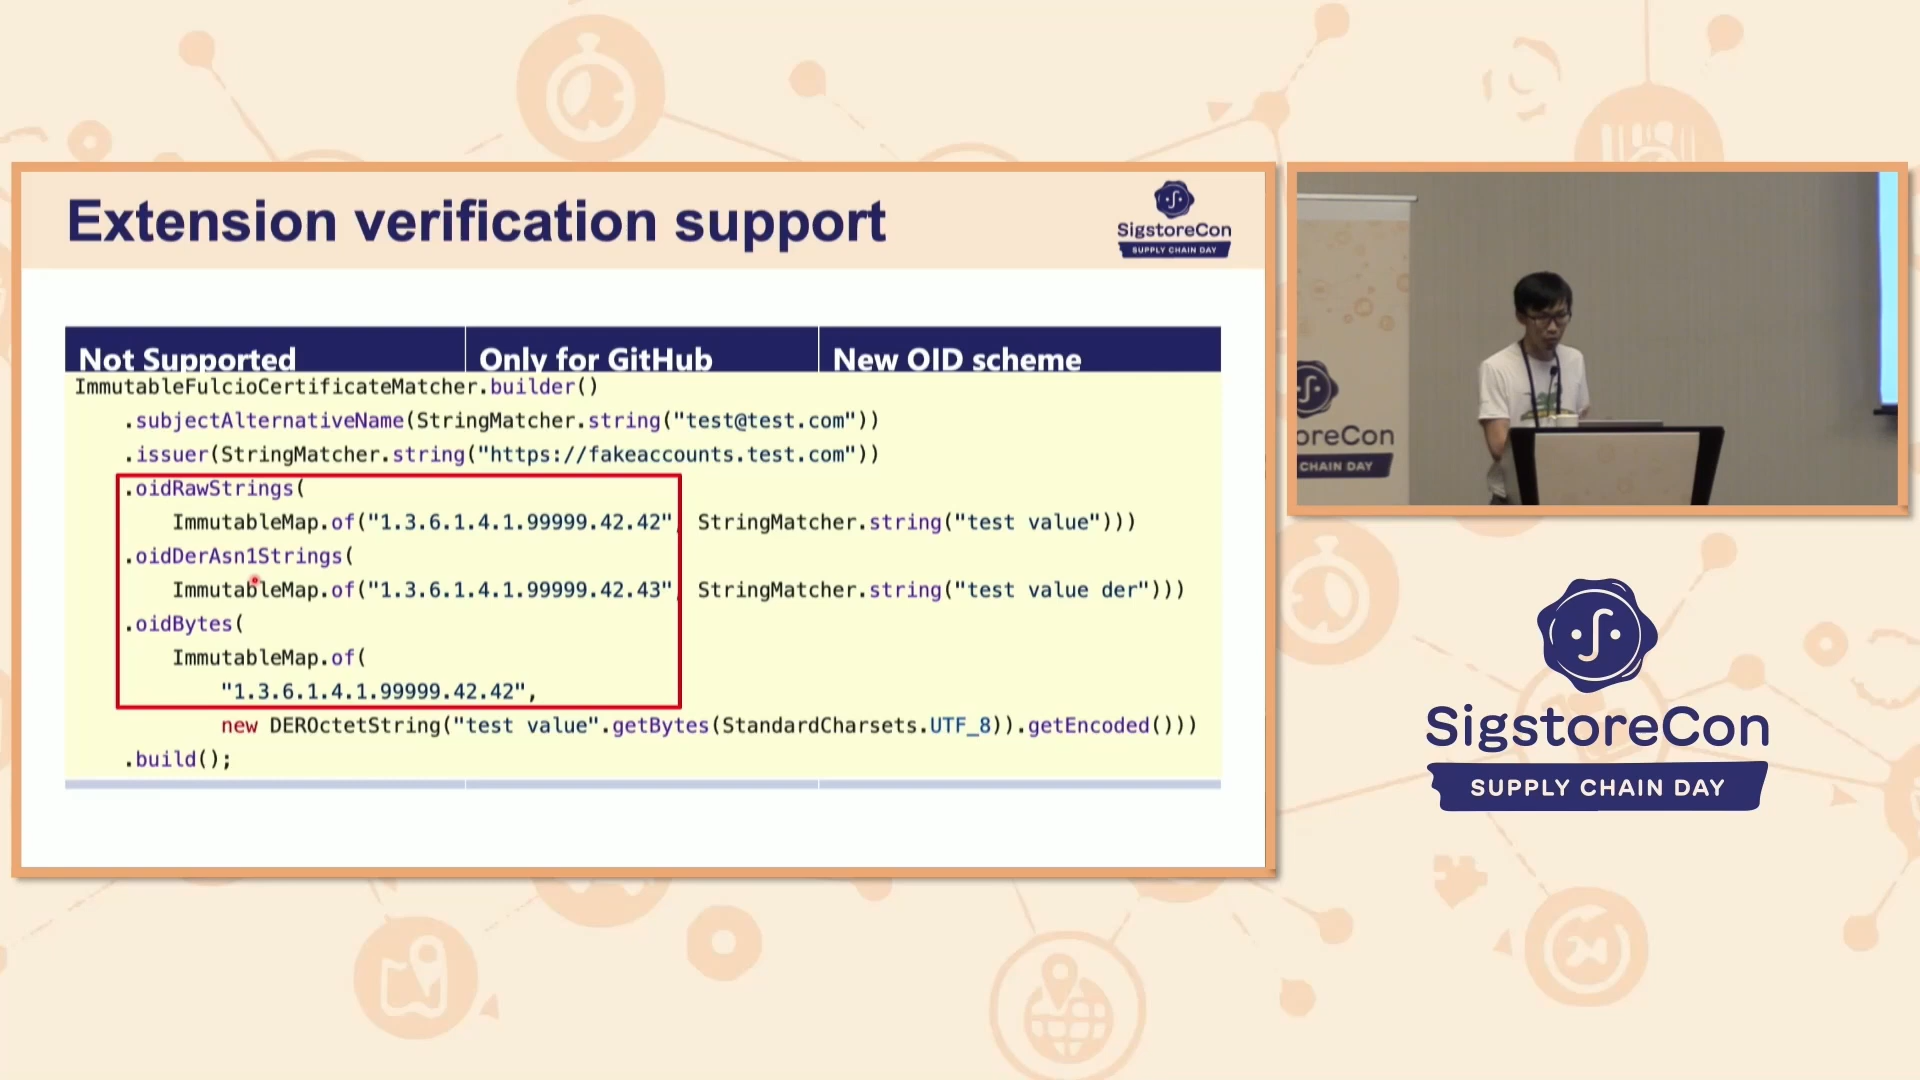 Extension verification support
SigstoreCon
SUPPLY CHAIN DAY
Not Supported
Only for GitHub
New OID scheme
ImmutableFulcioCertificateMatcher.builder()
.subjectAlternativeName(StringMatcher.string("test@test.com"))
.issuer(StringMatcher.string("https://fakeaccounts.test.com"))
.oidRawStrings(
ImmutableMap.of("1.3.6.1.4.1.99999.42.42", StringMatcher.string("test value")))
.oidDerAsn1Strings(
ImmutableMap.of("1.3.6.1.4.1.99999.42.43", StringMatcher.string("test value der")))
.oidBytes(
ImmutableMap.of(
"1.3.6.1.4.1.99999.42.42",
new DEROctetString("test value".getBytes(StandardCharsets.UTF_8)).getEncoded()))
.build();
oreCon
CHAIN DAY
SigstoreCon
SUPPLY CHAIN DAY